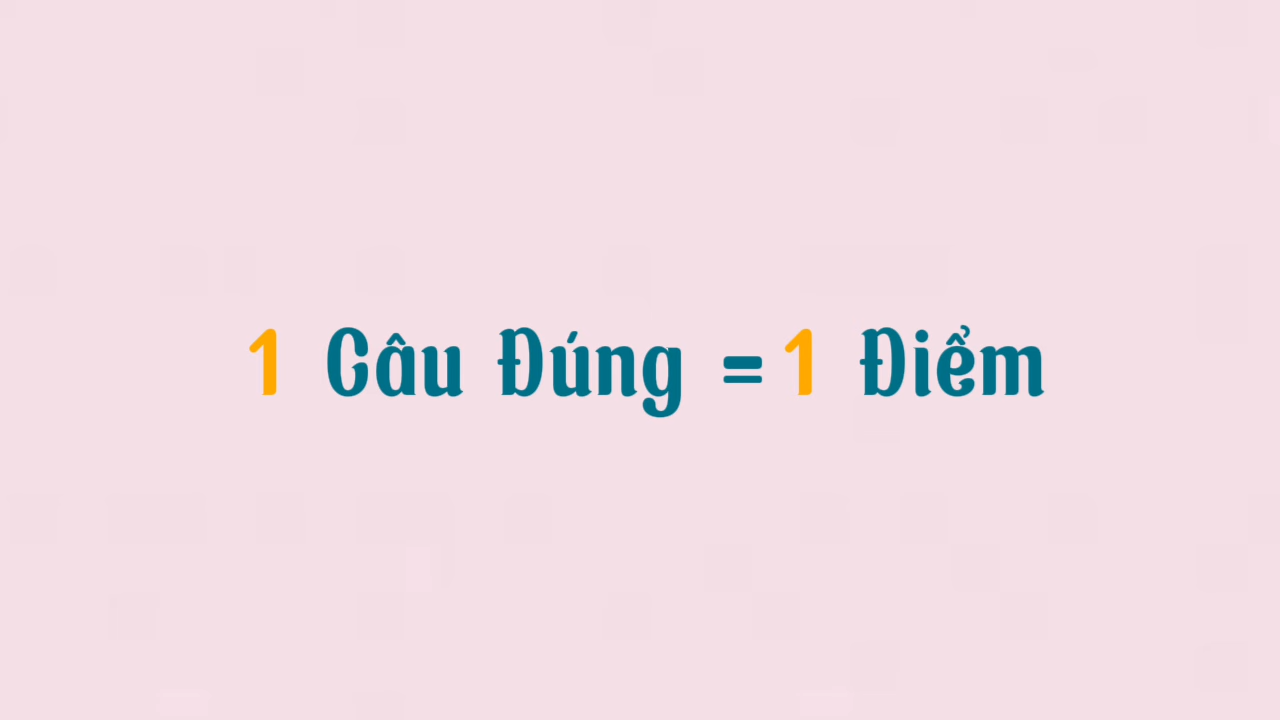 1 Câu Đúng = 1 Điểm